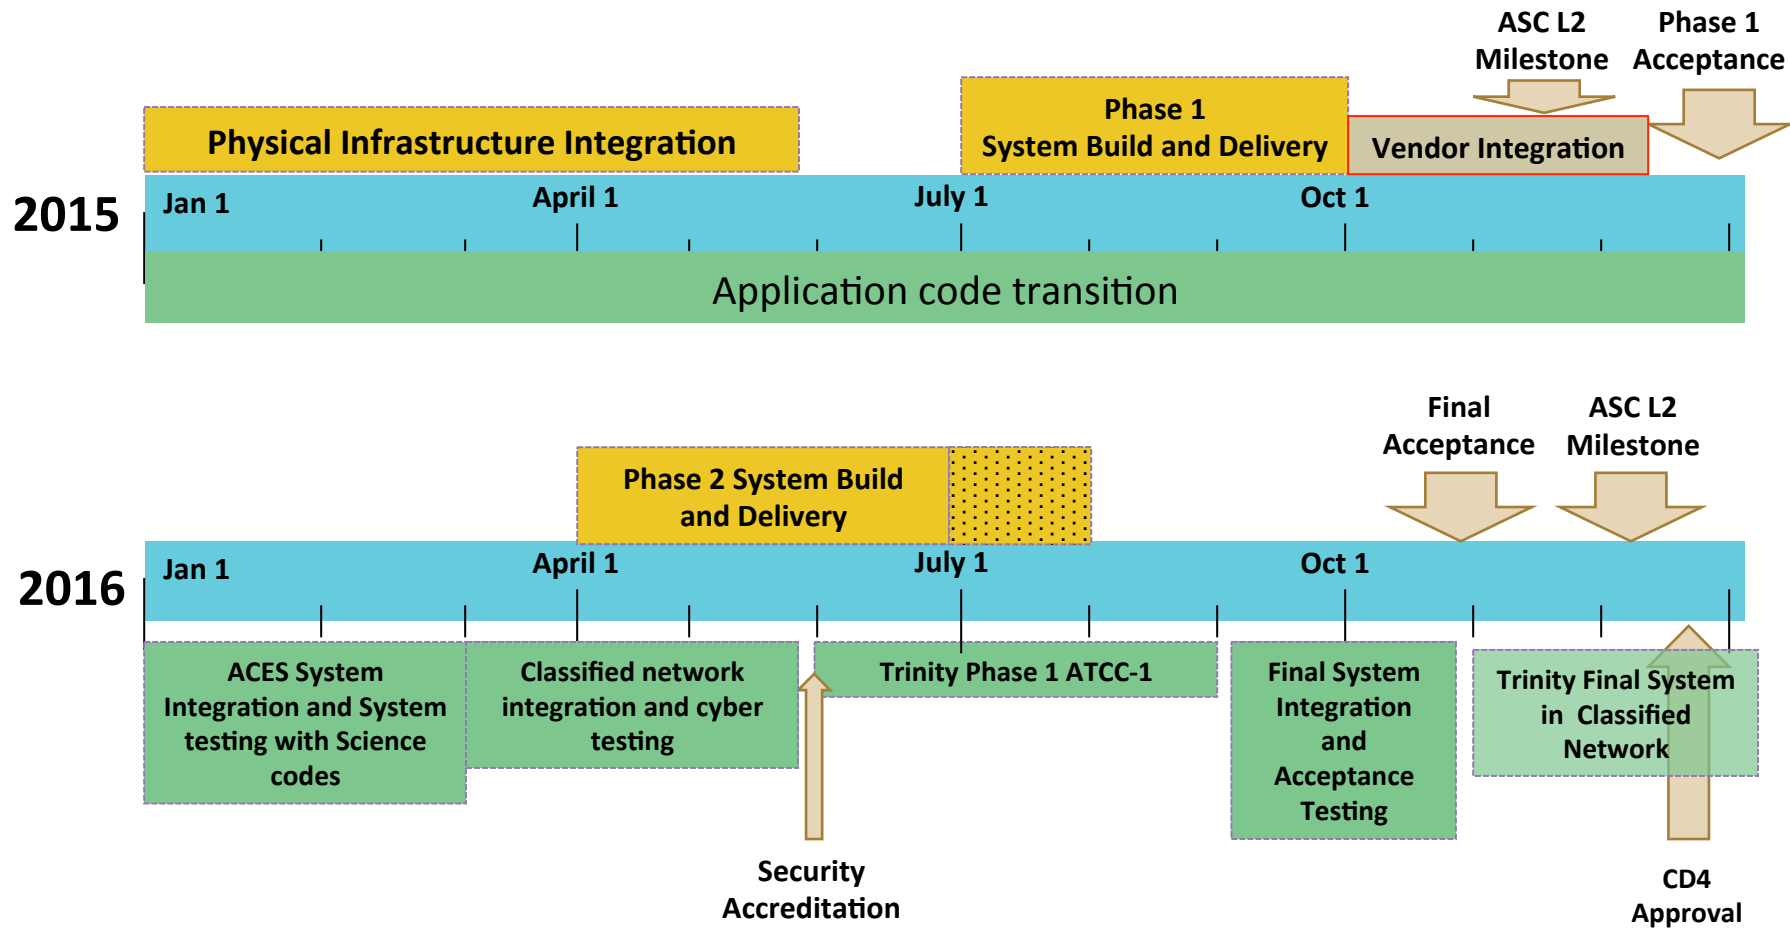 ASC L2
Milestone
Phase 1
Acceptance
Physical Infrastructure Integration
Phase 1
System Build and Delivery
Vendor Integration
2015
Jan 1
April 1
July 1
Oct 1
Application code transition
Final
Acceptance
ASC L2
Milestone
Phase 2 System Build
and Delivery
2016
Jan 1
April 1
July 1
Oct 1
ACES System
Integration and System
testing with Science
codes
Classified network
integration and cyber
testing
Trinity Phase 1 ATCC-1
Final System
Integration
and
Acceptance
Testing
Trinity Final System
in Classified
Network
Security
Accreditation
CD4
Approval